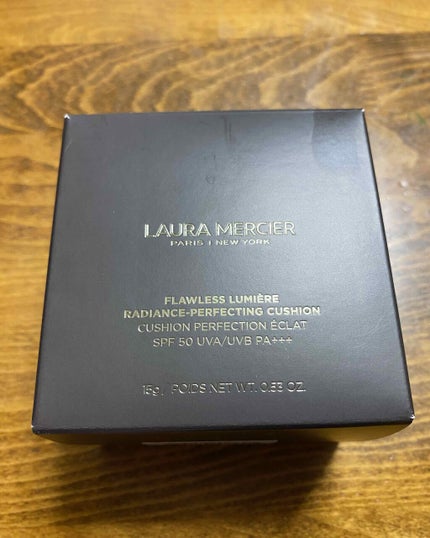 LAURA MERCIER
PARIS | NEW YORK
FLAWLESS LUMIÈRE
RADIANCE-PERFECTING CUSHION
CUSHION PERFECTION ÉCLAT
SPF 50 UVA/UVB PA+++
15g. POIDS NET WT. 0.53 OZ.